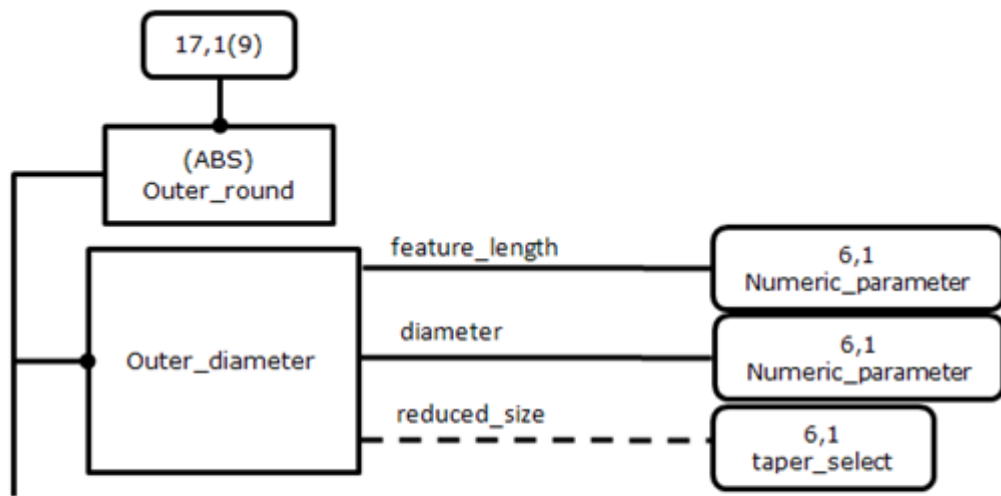 17,1(9)
(ABS)
Outer_round
feature_length
6,1
Numeric_parameter
diameter
6,1
Numeric_parameter
Outer_diameter
reduced_size
6,1
taper_select